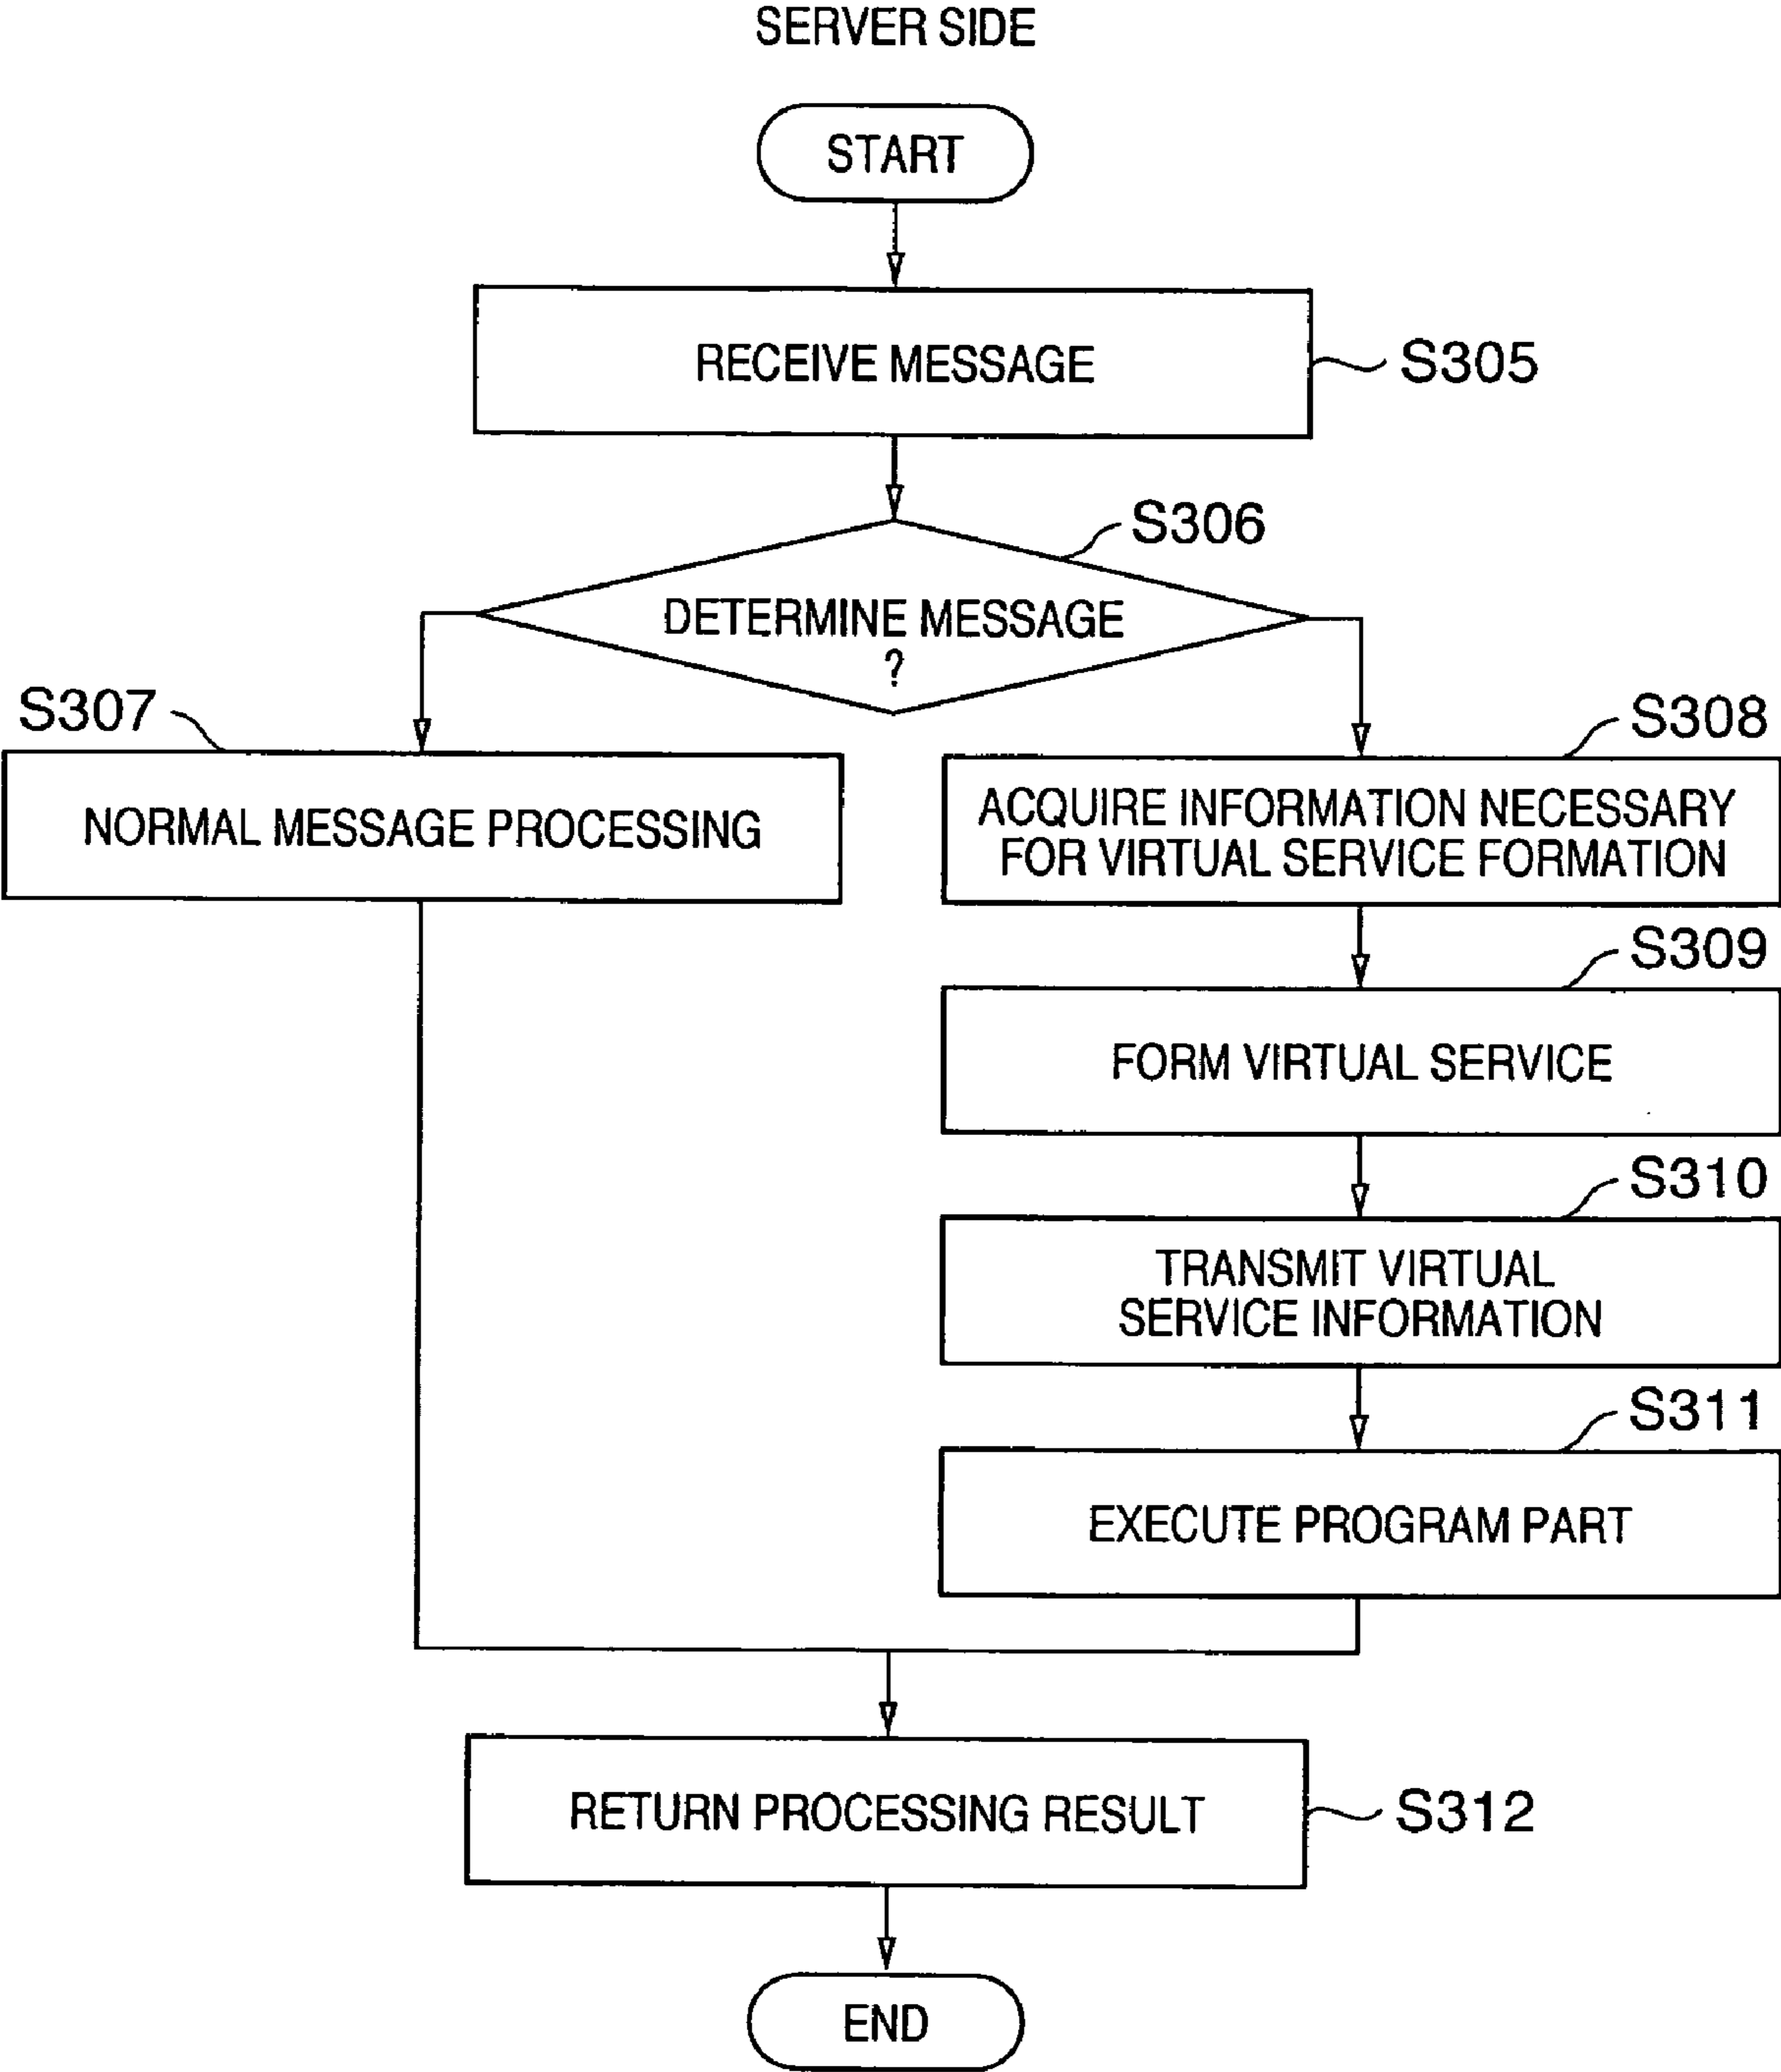 SERVER SIDE
START
RECEIVE MESSAGE
S305
S306
DETERMINE MESSAGE
?
S307
NORMAL MESSAGE PROCESSING
S308
ACQUIRE INFORMATION NECESSARY
FOR VIRTUAL SERVICE FORMATION
S309
FORM VIRTUAL SERVICE
S310
TRANSMIT VIRTUAL
SERVICE INFORMATION
S311
EXECUTE PROGRAM PART
RETURN PROCESSING RESULT
S312
END